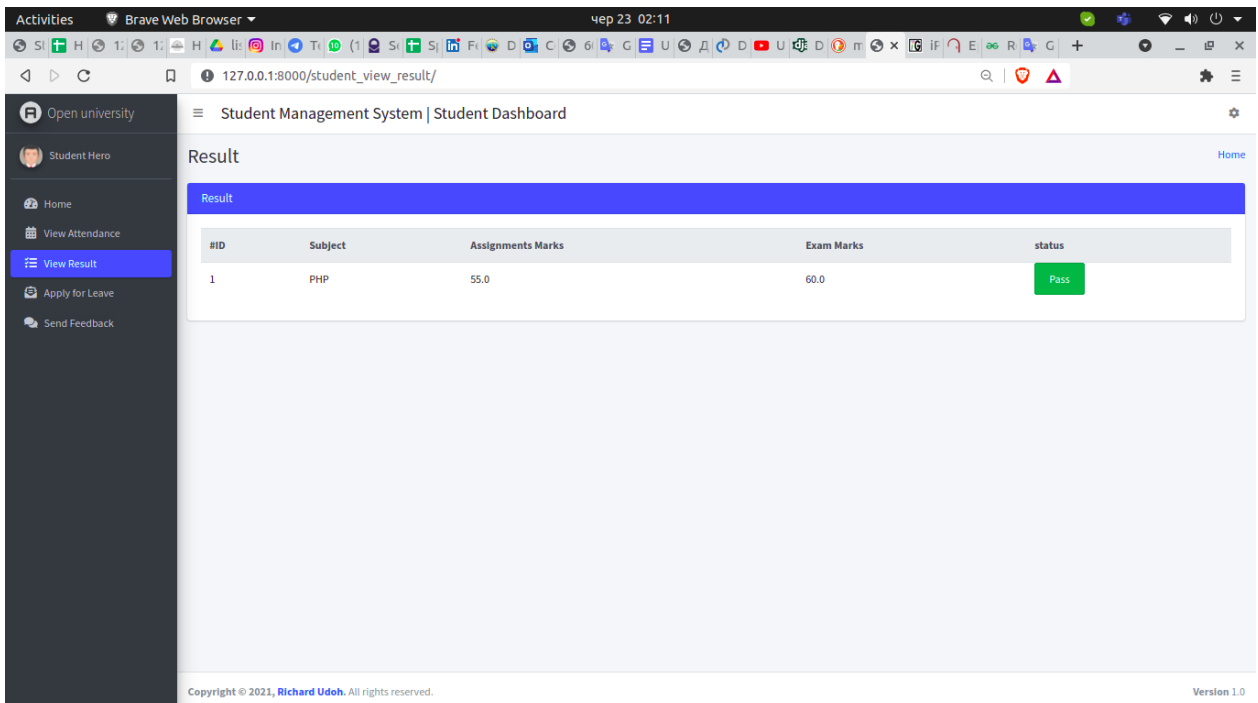 Activities Brave Web Browser чер 23 02:11
127.0.0.1:8000/student_view_result/
Open university Student Management System | Student Dashboard
Student Hero Result Home
Home Result
View Attendance #ID Subject Assignments Marks Exam Marks status
View Result 1 PHP 55.0 60.0 Pass
Apply for Leave
Send Feedback
Copyright © 2021, Richard Udoh. All rights reserved. Version 1.0